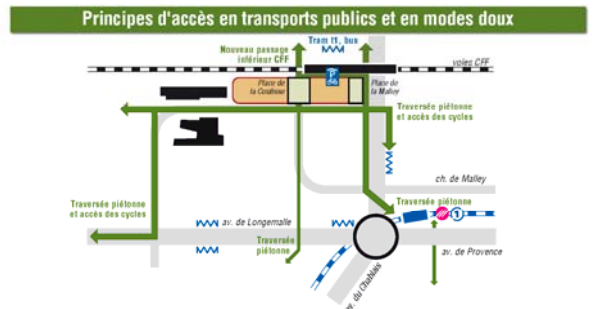 Principes d'accès en transports publics et en modes doux
Tram t1, bus
Nouveau passage
inférieur CFF
voies CFF
P
Place de
la Coulisse
Place de
la Malley
Traversée piétonne
et accès des cycles
ch. de Malley
Traversée piétonne
et accès des cycles
Traversée piétonne
1
av. de Longemalle
Traversée
piétonne
av. de Provence
av. du Chablais